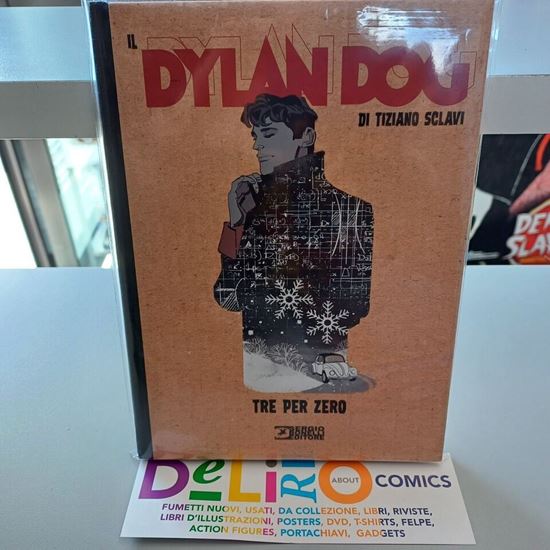 IL
DYLAN DOG
DI TIZIANO SCLAVI
TRE PER ZERO
SERGIO
BONELLI
EDITORE
DeLiRiO
ABOUT
COMICS
FUMETTI NUOVI, USATI, DA COLLEZIONE, LIBRI, RIVISTE,
LIBRI D'ILLUSTRAZIONI, POSTERS, DVD, T-SHIRTS, FELPE,
ACTION FIGURES, PORTACHIAVI, GADGETS